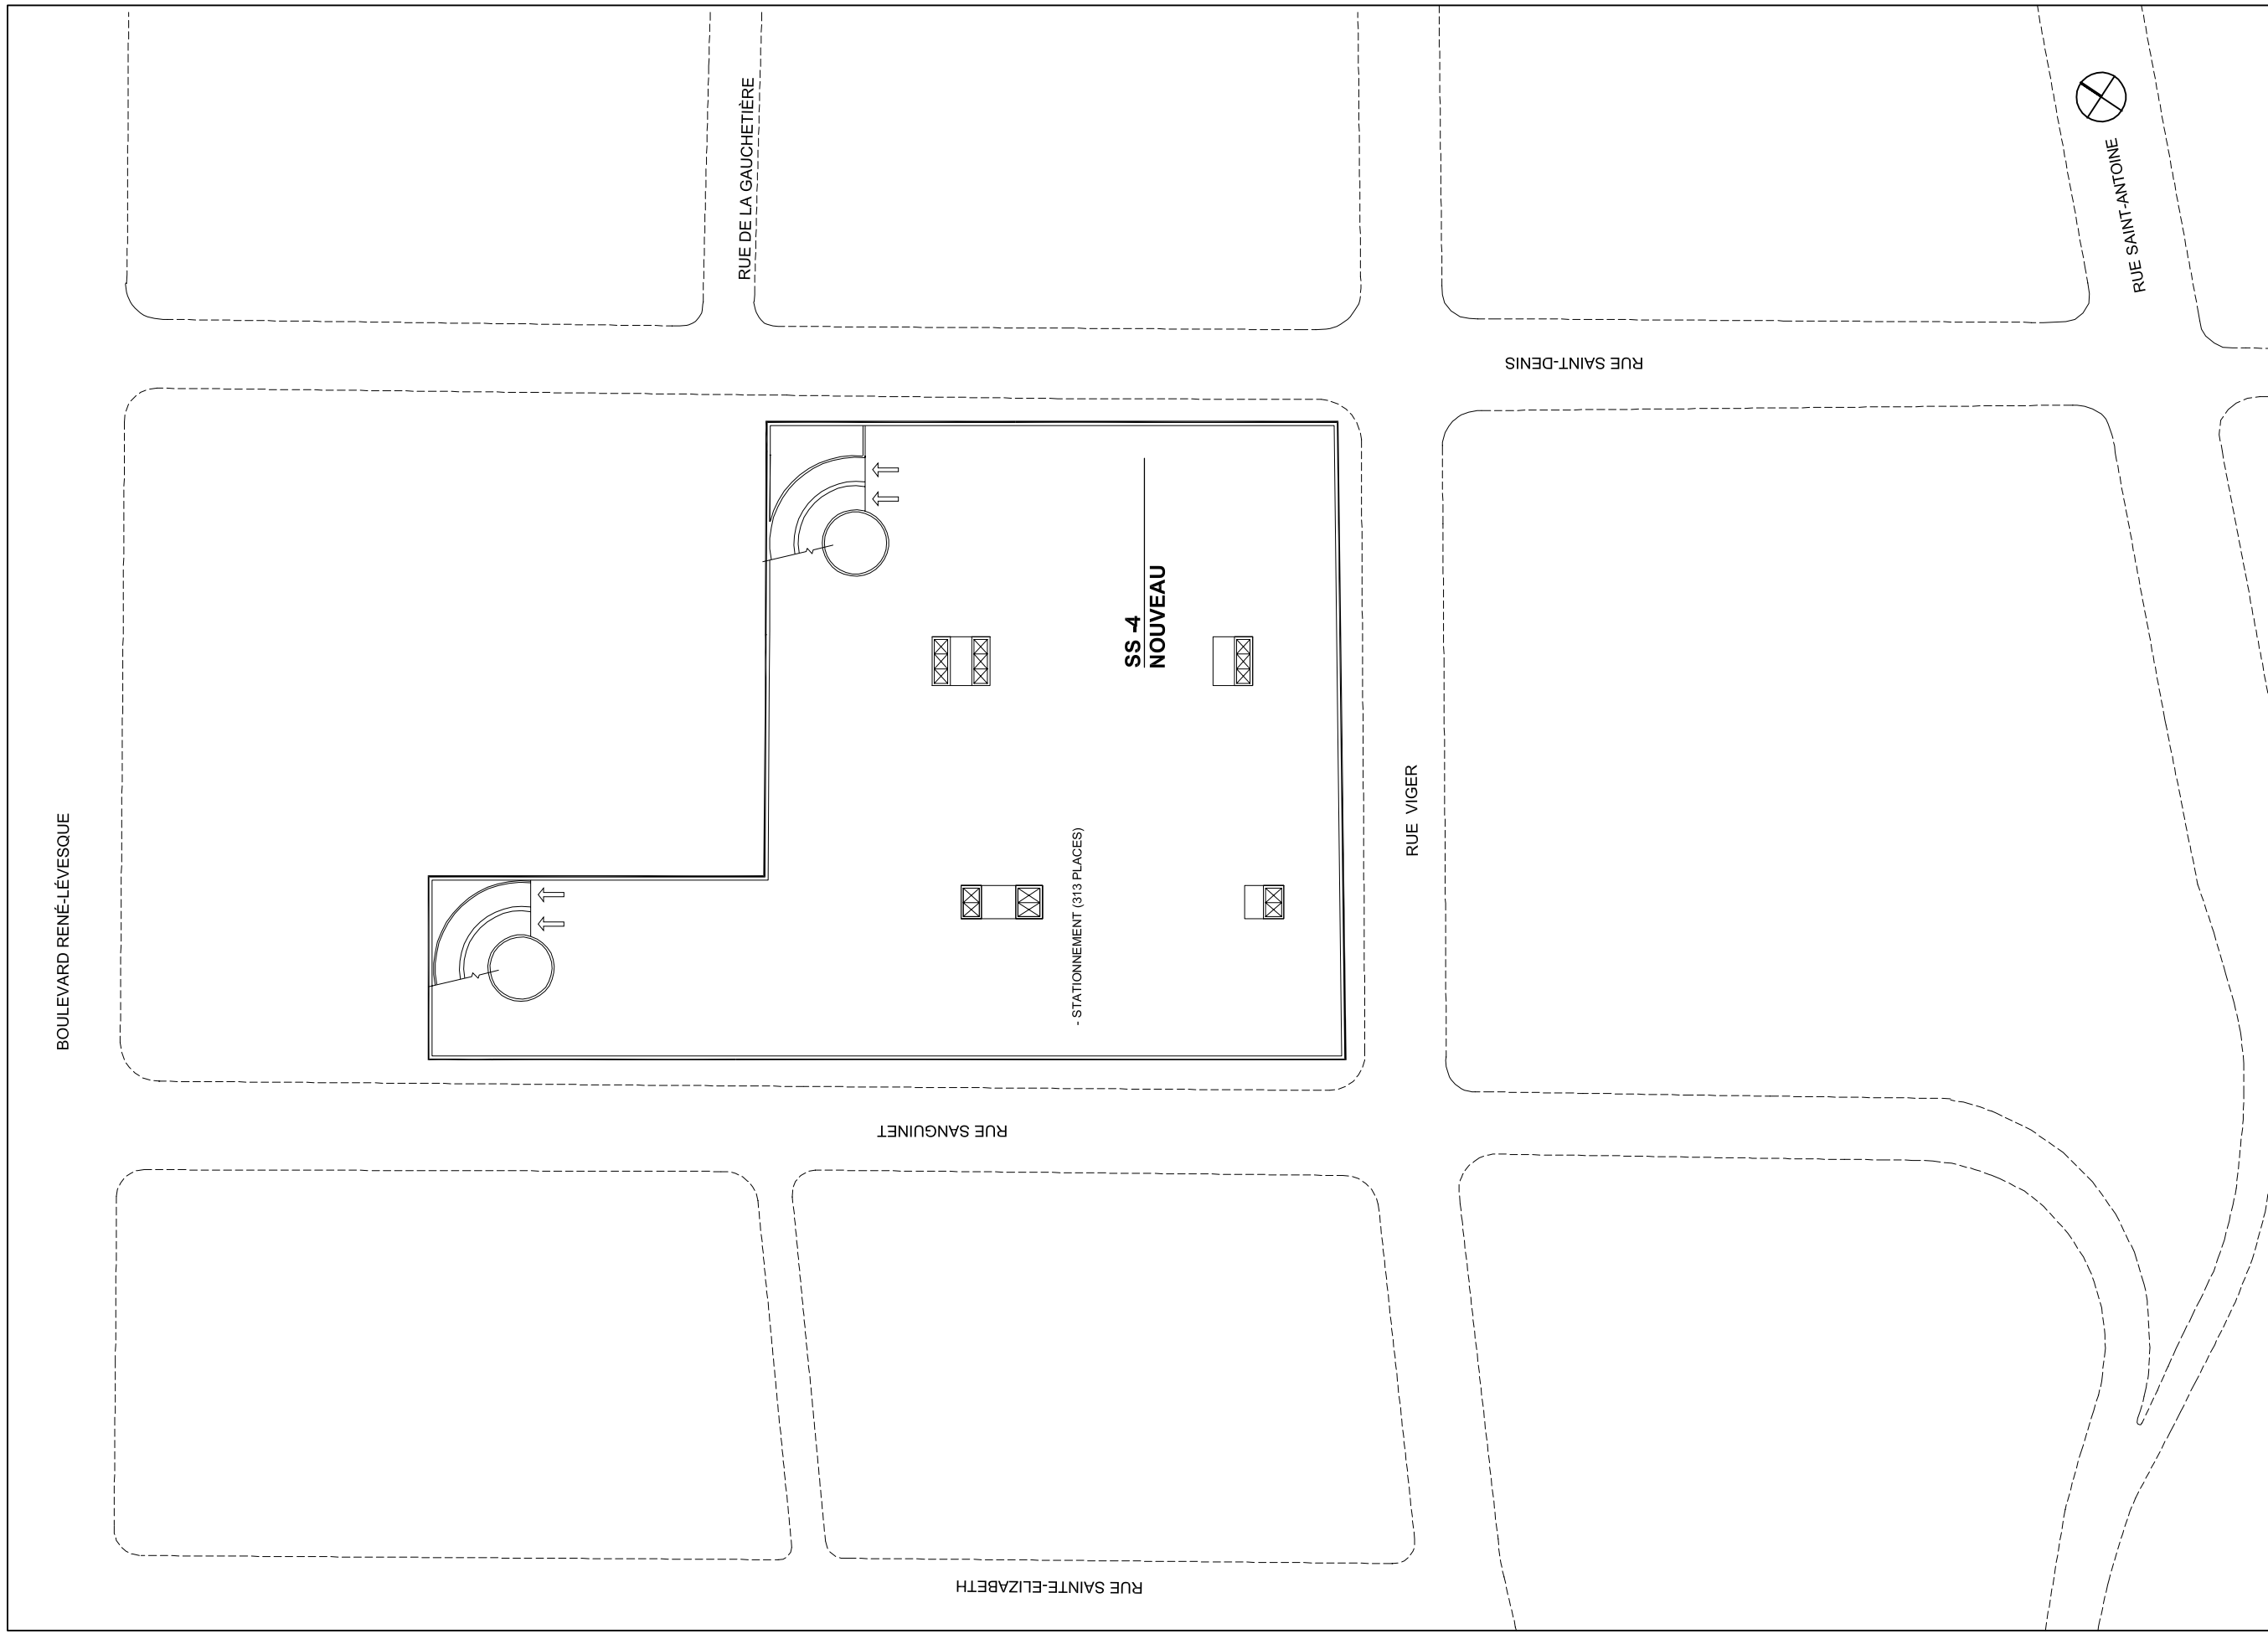 RUE DE LA GAUCHETIÈRE
RUE SAINT-ANTOINE
RUE SAINT-DENIS
SS -4
NOUVEAU
BOULEVARD RENÉ-LÉVESQUE
- STATIONNEMENT (313 PLACES)
RUE VIGER
RUE SANGUINET
RUE SAINTE-ELIZABETH